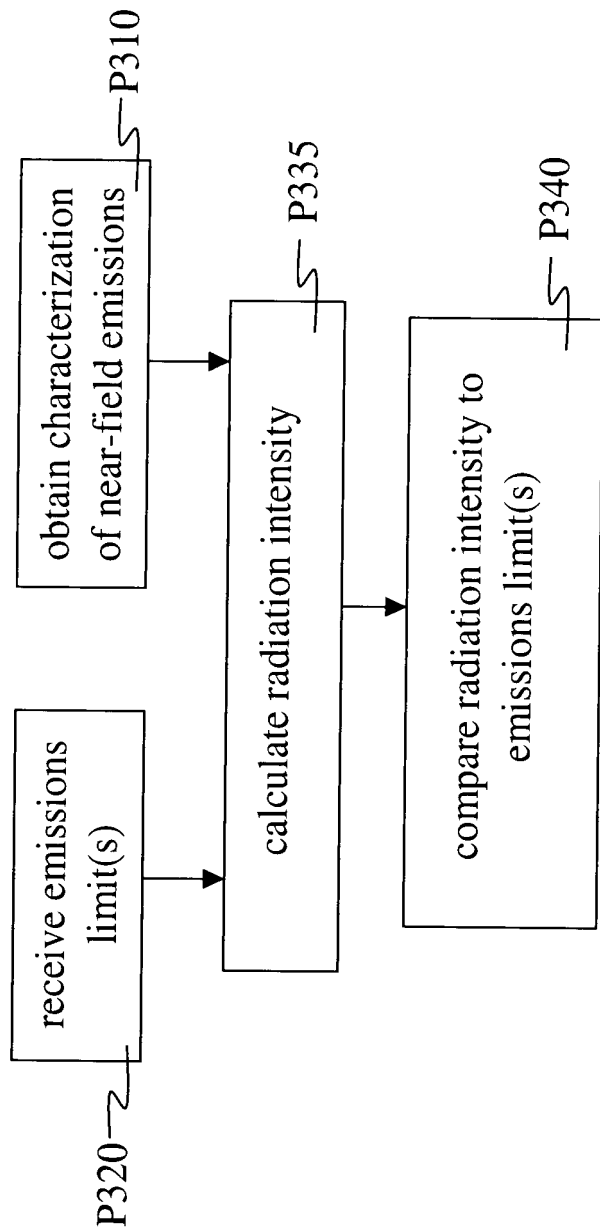 P320
receive emissions
limit(s)
obtain characterization
of near-field emissions
P310
calculate radiation intensity
P335
compare radiation intensity to
emissions limit(s)
P340